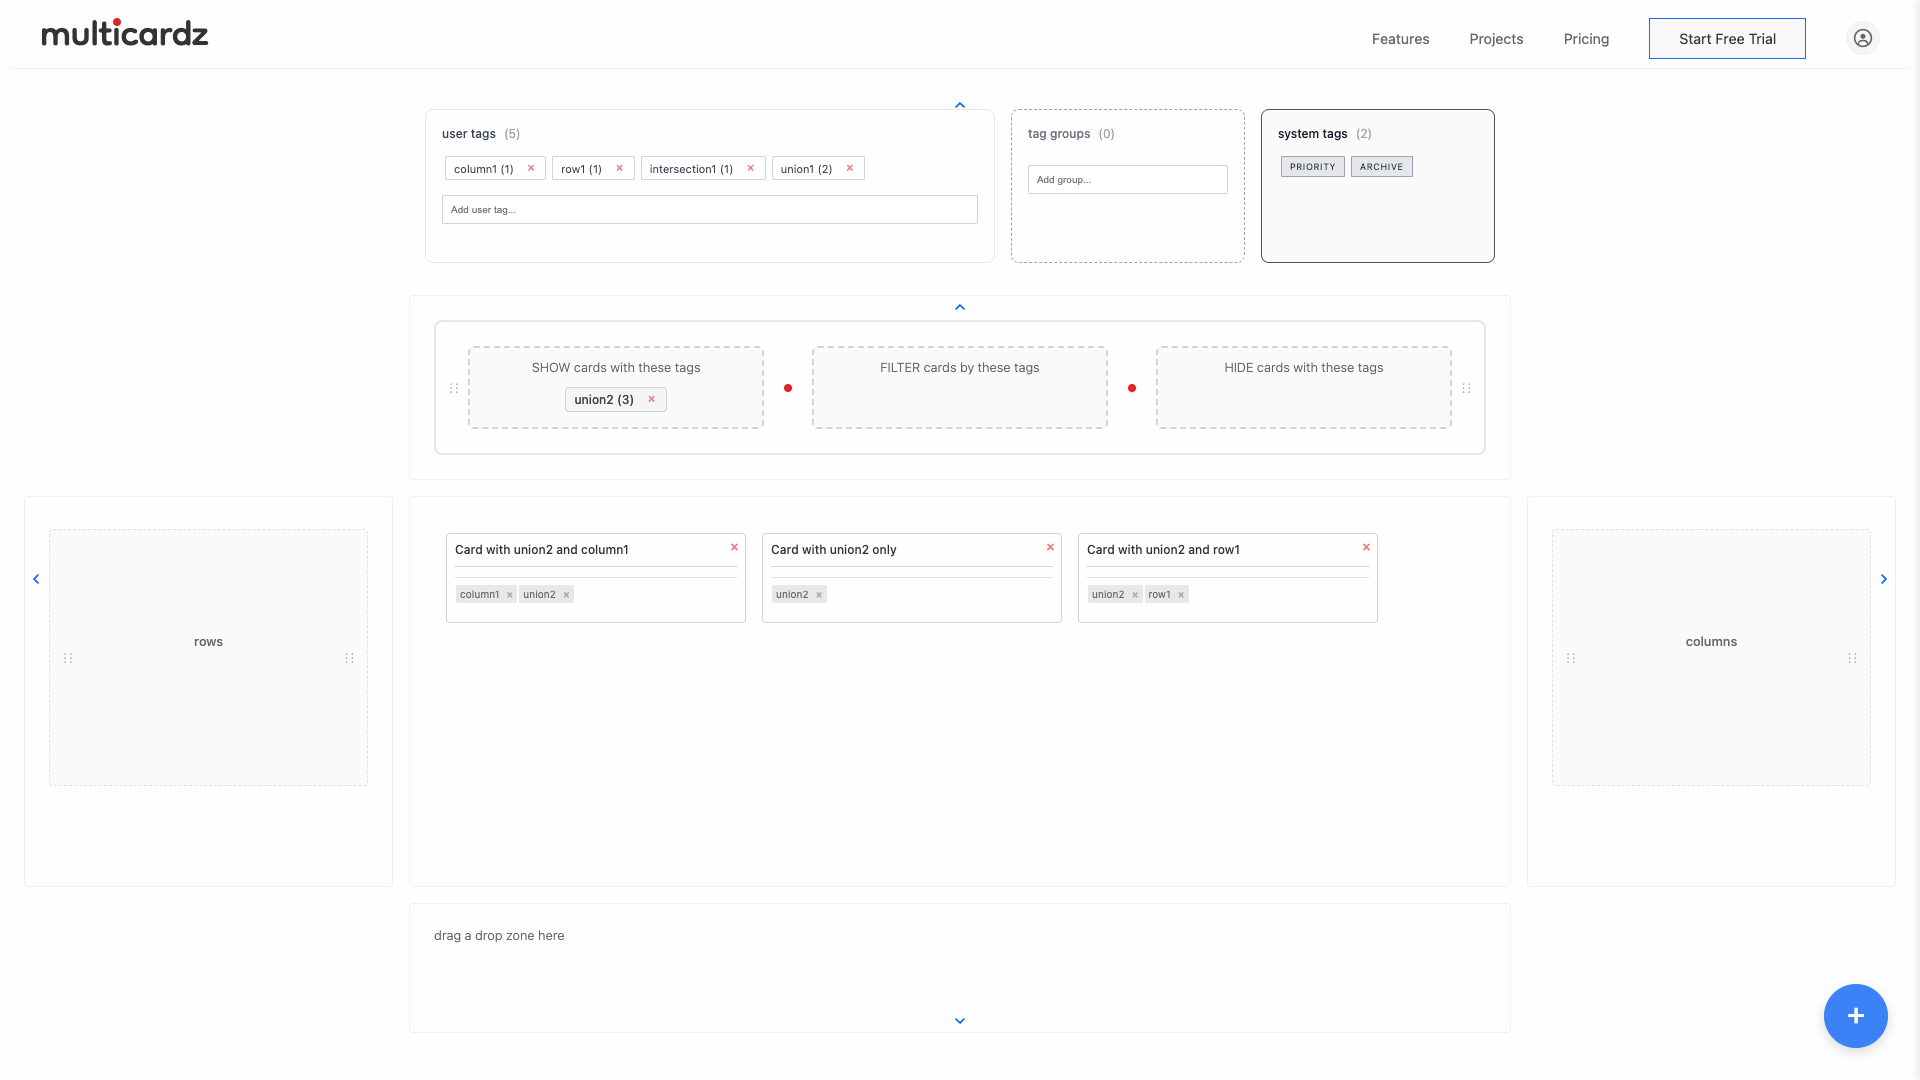 multicardz
Features Projects Pricing Start Free Trial
user tags (5)
column1 (1) × row1 (1) × intersection1 (1) × union1 (2) ×
Add user tag...
tag groups (0)
Add group...
system tags (2)
PRIORITY ARCHIVE
SHOW cards with these tags
union2 (3) ×
FILTER cards by these tags
HIDE cards with these tags
rows
Card with union2 and column1 ×
column1 × union2 ×
Card with union2 only ×
union2 ×
Card with union2 and row1 ×
union2 × row1 ×
columns
drag a drop zone here
+